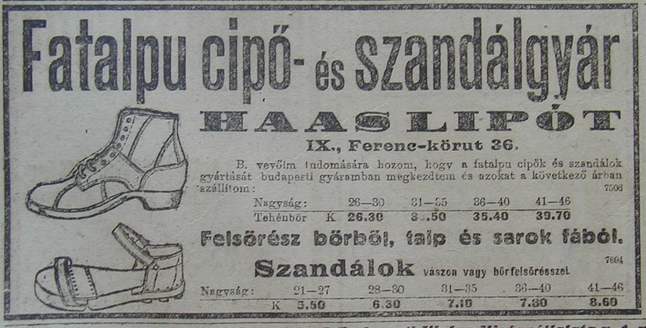 Fatalpu cipő- és szandálgyár
HAAS LIPÓT
IX., Ferenc-körut 36.
B. vevőim tudomására hozom, hogy a fatalpu cipők és szandálok
gyártását budapesti gyáramban megkezdtem és azokat a következő árban
szállitom: 7506
Nagyság: 26—30 31—35 36—40 41—46
Tehénbőr K 26.30 35.40 39.70
Felsőrész bőrből, talp és sarok fából.
7604
Szandálok vászon vagy bőrfelsőrésszel
Nagyság: 21—27 28—30 31—35 36—40 41—46
K 5.50 6.30 7.10 7.80 8.60